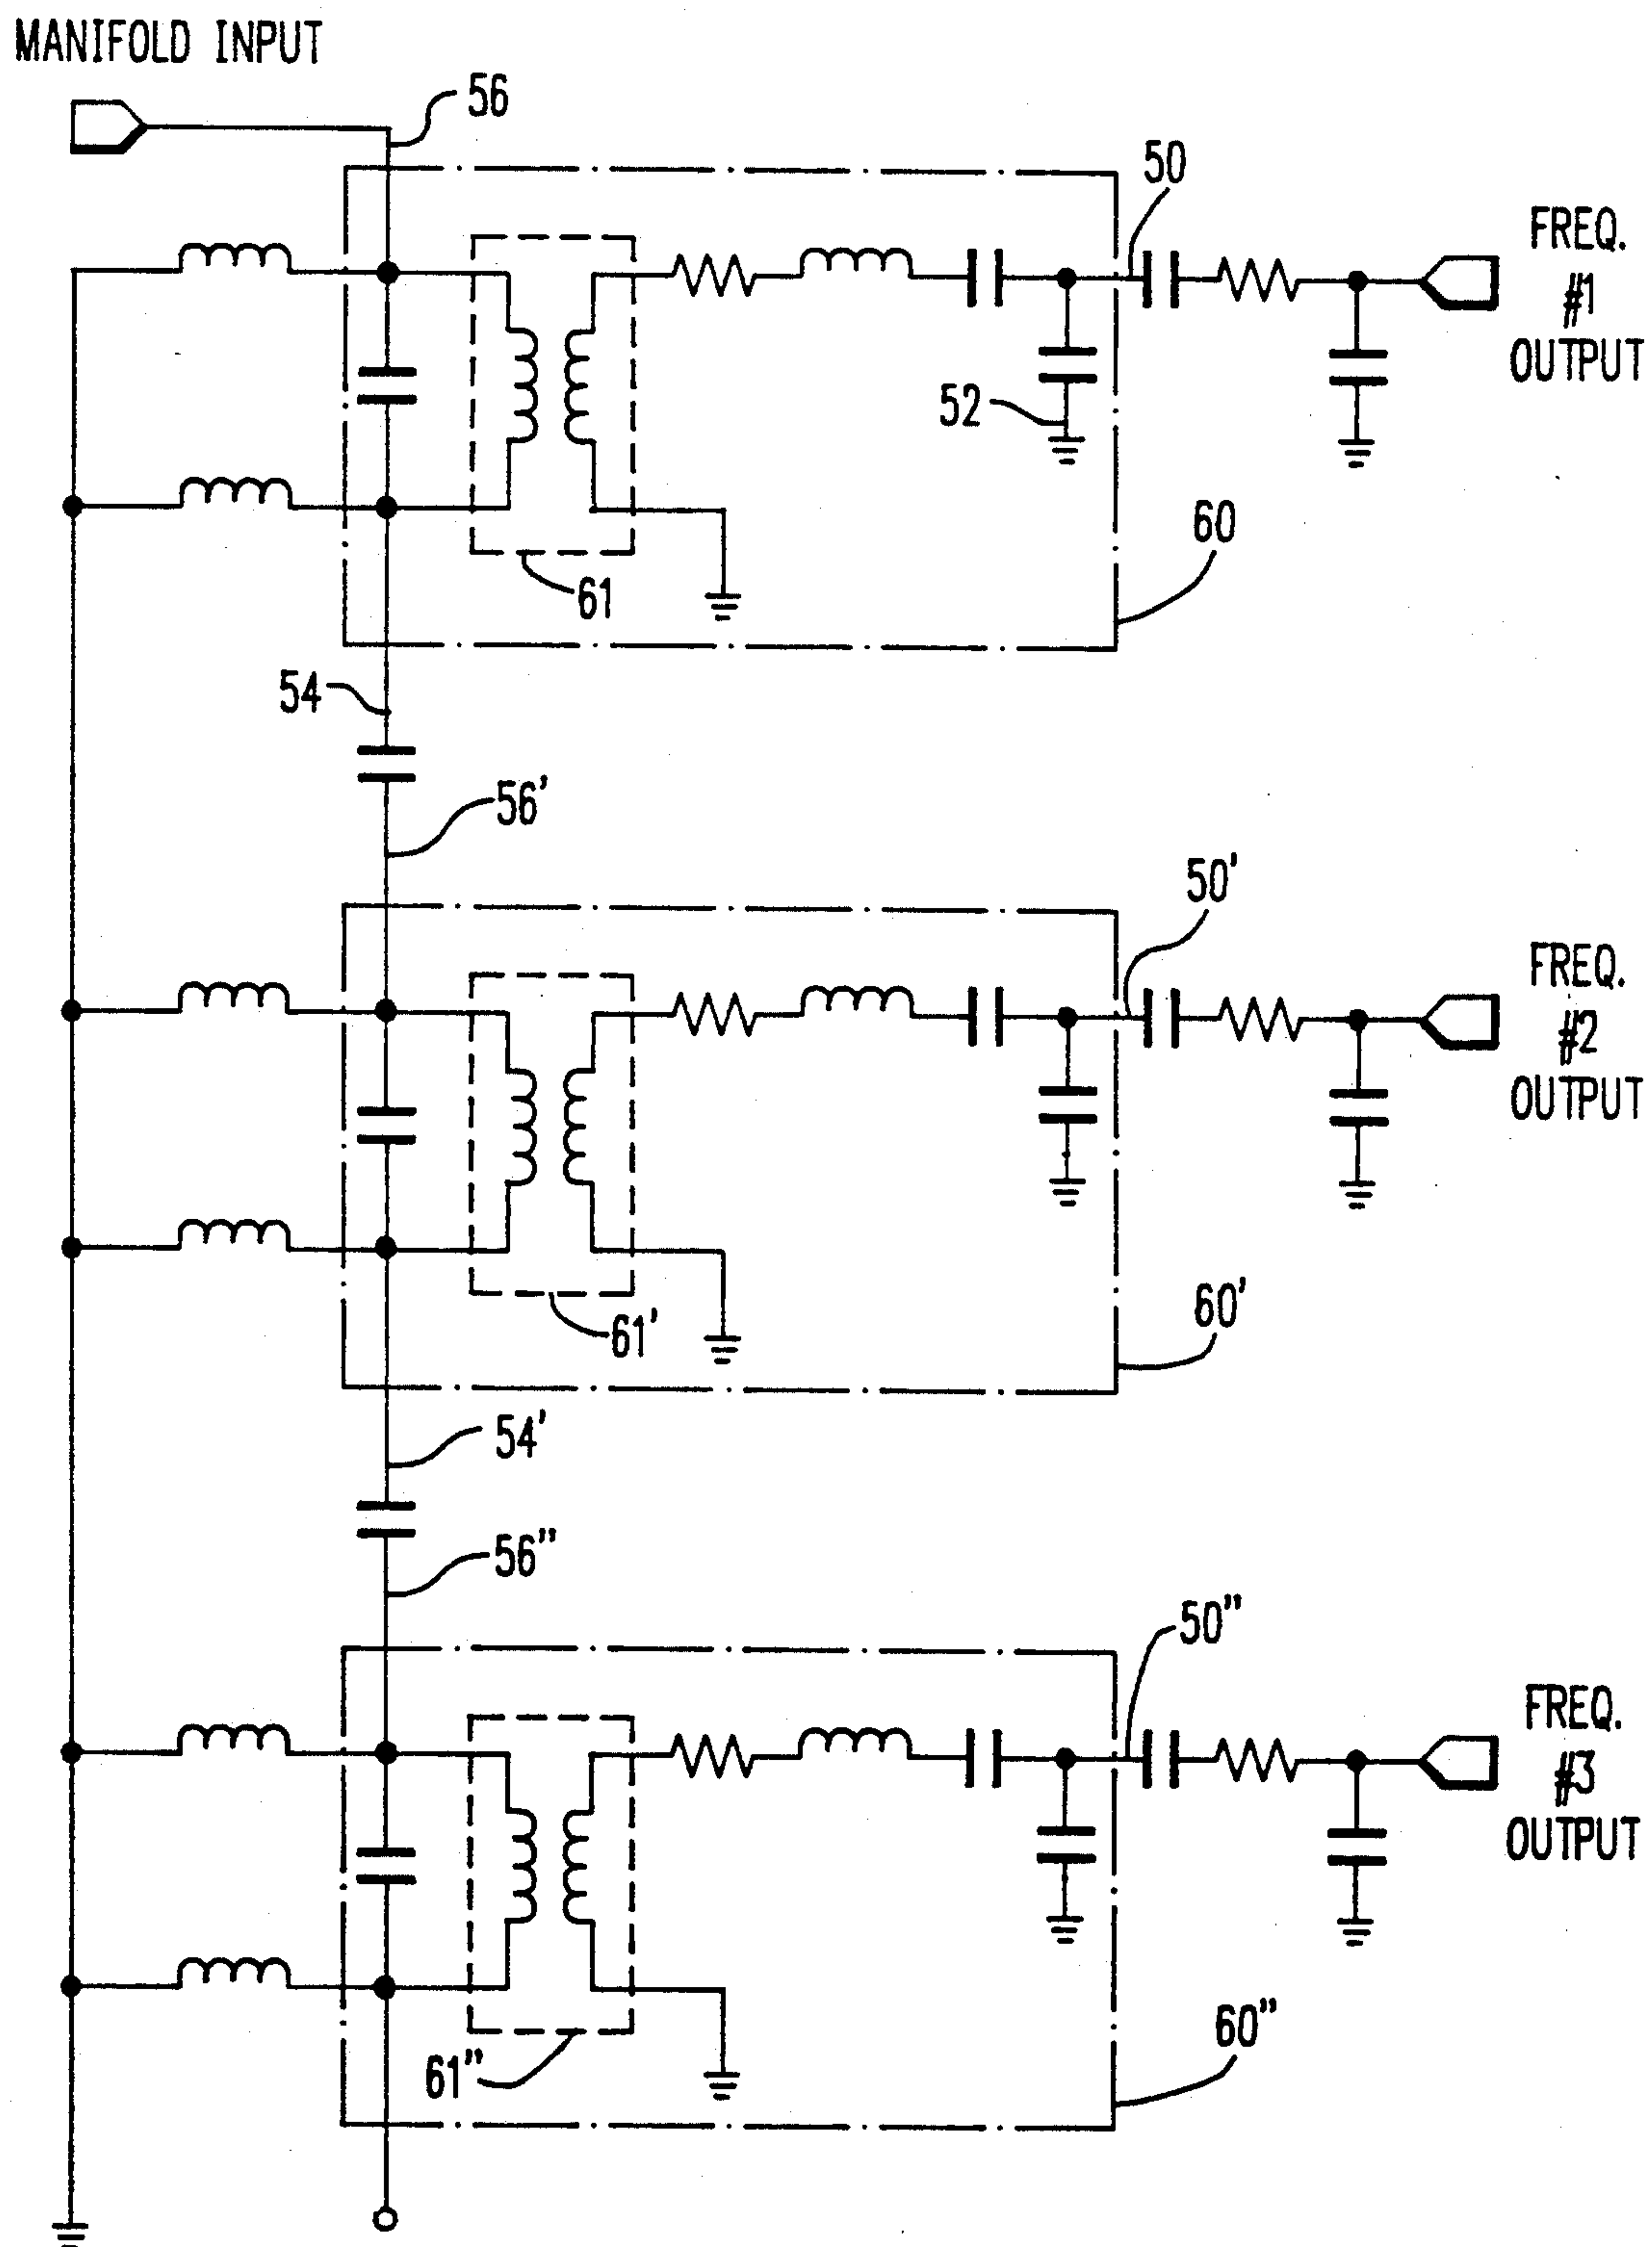 MANIFOLD INPUT
56
50
FREQ.
#1
OUTPUT
52
60
61
54
56'
50'
FREQ.
#2
OUTPUT
60'
61'
54'
56"
50"
FREQ.
#3
OUTPUT
60"
61"